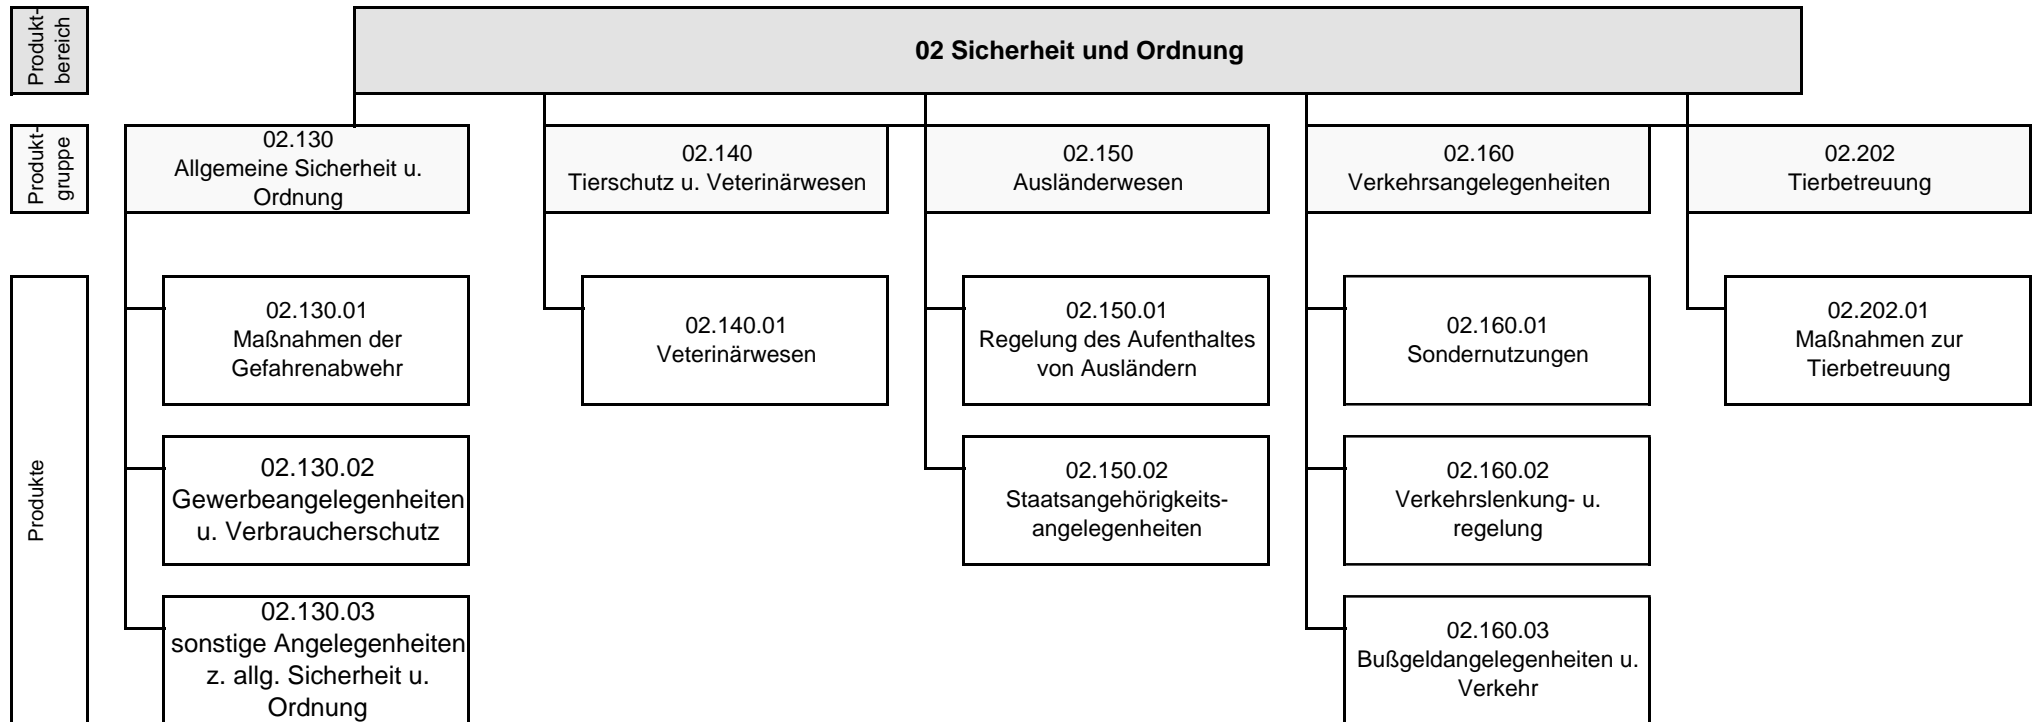 Produkt-
bereich
02 Sicherheit und Ordnung
Produkt-
gruppe
02.130
Allgemeine Sicherheit u.
Ordnung
02.140
Tierschutz u. Veterinärwesen
02.150
Ausländerwesen
02.160
Verkehrsangelegenheiten
02.202
Tierbetreuung
Produkte
02.130.01
Maßnahmen der
Gefahrenabwehr
02.140.01
Veterinärwesen
02.150.01
Regelung des Aufenthaltes
von Ausländern
02.160.01
Sondernutzungen
02.202.01
Maßnahmen zur
Tierbetreuung
02.130.02
Gewerbeangelegenheiten
u. Verbraucherschutz
02.150.02
Staatsangehörigkeits-
angelegenheiten
02.160.02
Verkehrslenkung- u.
regelung
02.130.03
sonstige Angelegenheiten
z. allg. Sicherheit u.
Ordnung
02.160.03
Bußgeldangelegenheiten u.
Verkehr